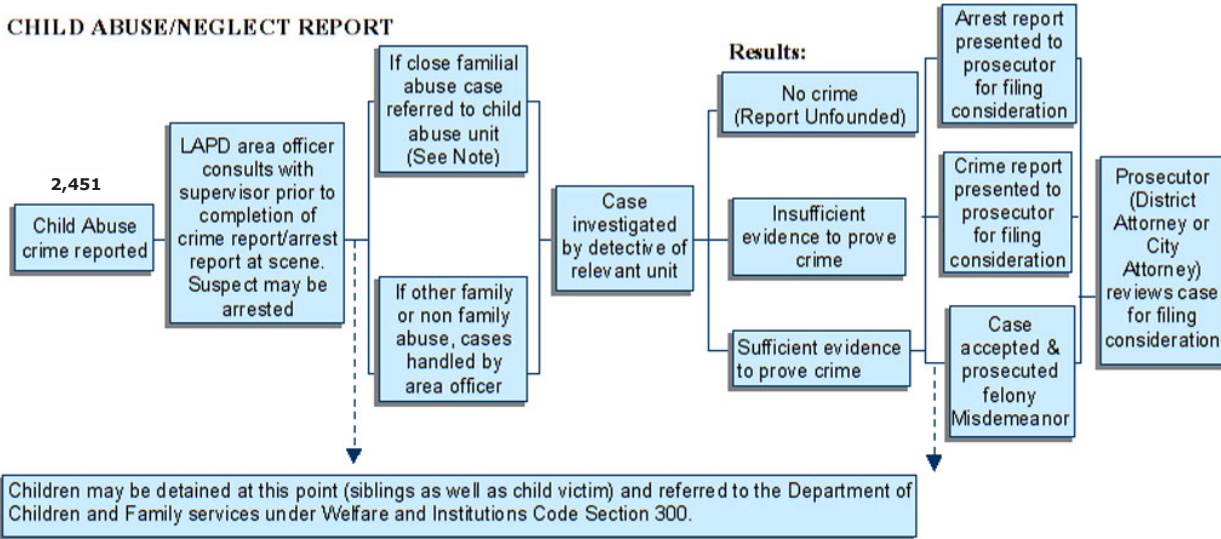 CHILD ABUSE/NEGLECT REPORT
2,451
Child Abuse
crime reported
LAPD area officer
consults with
supervisor prior to
completion of
crime report/arrest
report at scene.
Suspect may be
arrested
If close familial
abuse case
referred to child
abuse unit
(See Note)
If other family
or non family
abuse, cases
handled by
area officer
Case
investigated
by detective of
relevant unit
Results:
No crime
(Report Unfounded)
Insufficient
evidence to prove
crime
Sufficient evidence
to prove crime
Arrest report
presented to
prosecutor
for filing
consideration
Crime report
presented to
prosecutor
for filing
consideration
Case
accepted &
prosecuted
felony
Misdemeanor
Prosecutor
(District
Attorney or
City
Attorney)
reviews case
for filing
consideration
Children may be detained at this point (siblings as well as child victim) and referred to the Department of
Children and Family services under Welfare and Institutions Code Section 300.